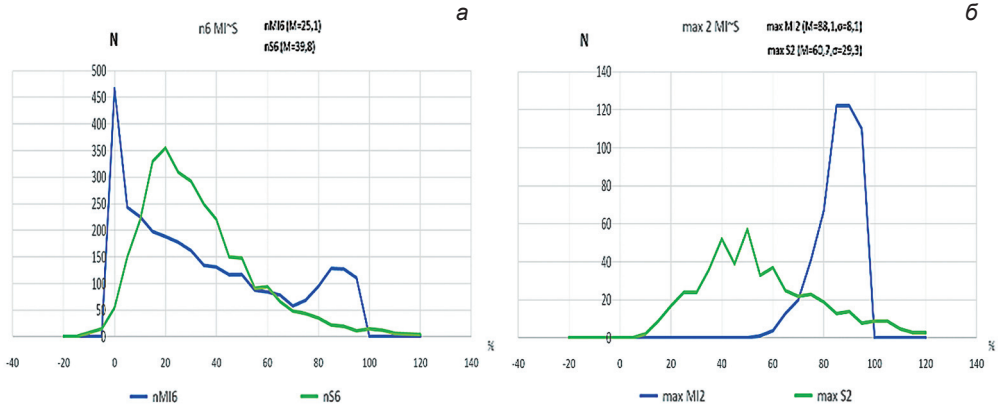 а
n6 MI~S
nMI6 (M=25,1)
nS6 (M=39,8)
N
500
450
400
350
300
250
200
150
100
50
0
-40 -20 0 20 40 60 80 100 120 %
nMI6 nS6
б
max 2 MI~S
max MI2 (M=88,1,σ=8,1)
max S2 (M=60,7,σ=29,3)
N
140
120
100
80
60
40
20
0
-40 -20 0 20 40 60 80 100 120 %
max MI2 max S2